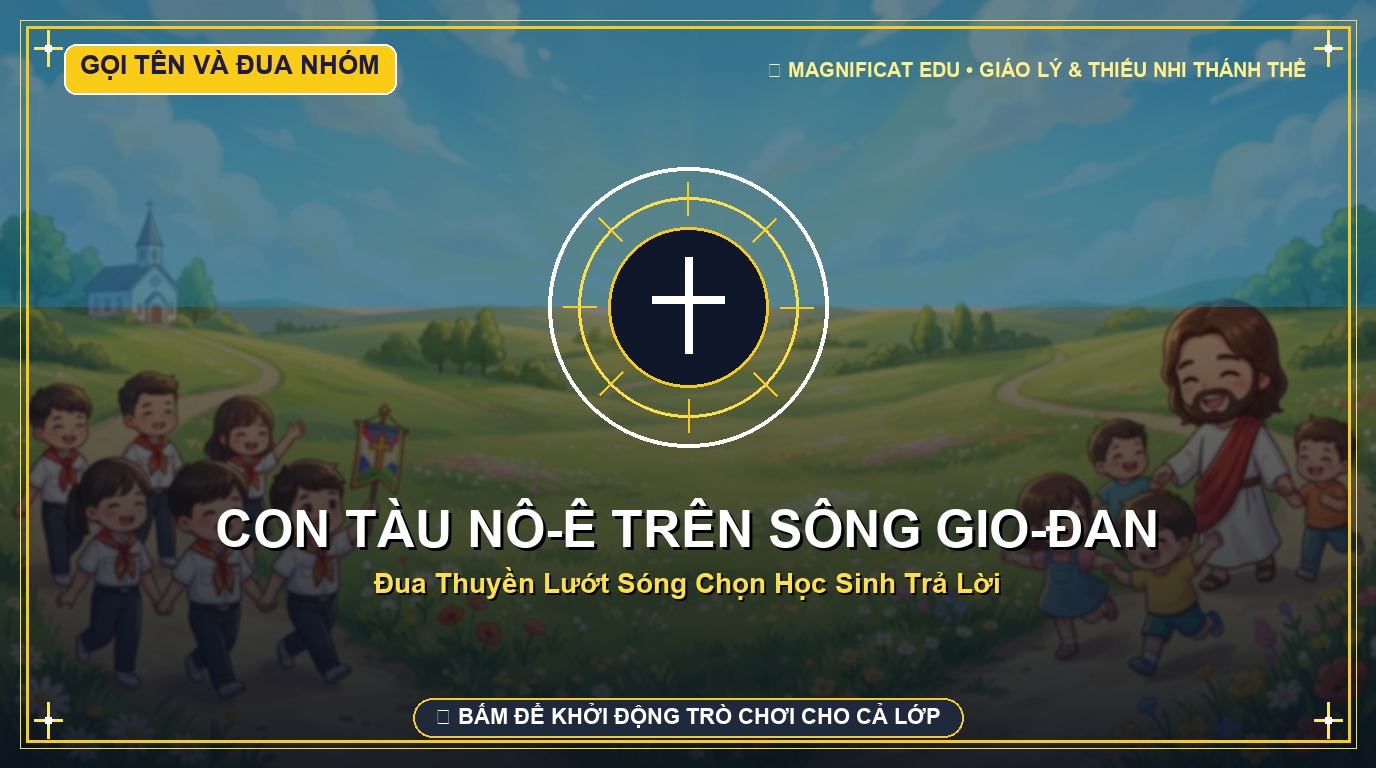 GỌI TÊN VÀ ĐUA NHÓM
MAGNIFICAT EDU • GIÁO LÝ & THIẾU NHI THÁNH THỂ
CON TÀU NÔ-Ê TRÊN SÔNG GIO-ĐAN
Đua Thuyền Lướt Sóng Chọn Học Sinh Trả Lời
BẤM ĐỂ KHỞI ĐỘNG TRÒ CHƠI CHO CẢ LỚP